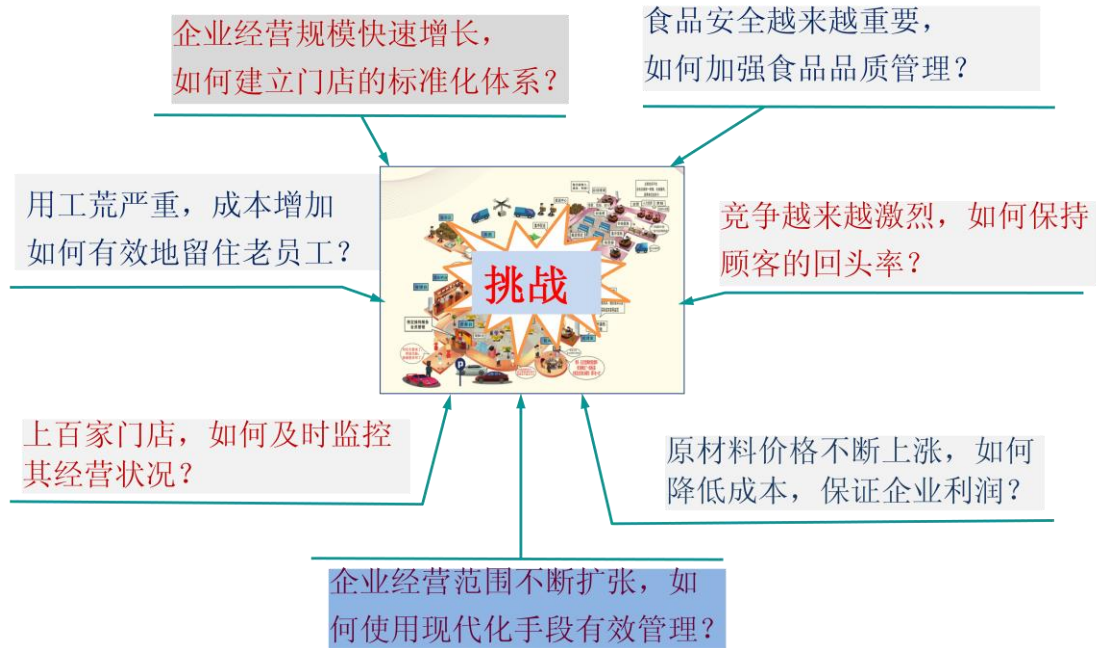 企业经营规模快速增长，
如何建立门店的标准化体系？
食品安全越来越重要，
如何加强食品品质管理？
用工荒严重，成本增加
如何有效地留住老员工？
竞争越来越激烈，如何保持
顾客的回头率？
挑战
上百家门店，如何及时监控
其经营状况？
原材料价格不断上涨，如何
降低成本，保证企业利润？
企业经营范围不断扩张，如
何使用现代化手段有效管理？